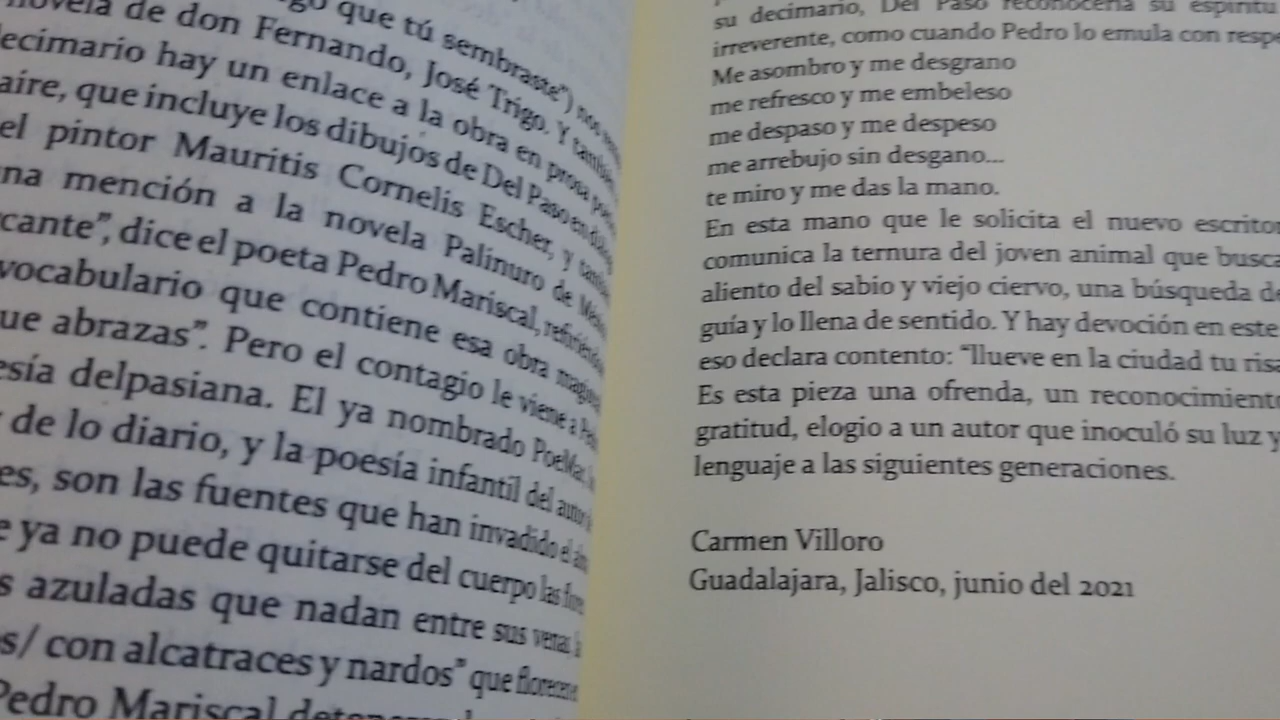 que tú sembraste")
novela de don Fernando, José Trigo. Y también
decimario hay un enlace a la obra en prosa
aire, que incluye los dibujos de Del Paso en
el pintor Mauritis Cornelis Escher, y
na mención a la novela Palinuro de
cante", dice el poeta Pedro Mariscal,
vocabulario que contiene esa obra
ue abrazas". Pero el contagio le viene a
esía delpasiana. El ya nombrado PoeMar,
de lo diario, y la poesía infantil del autor
es, son las fuentes que han invadido el
e ya no puede quitarse del cuerpo las
s azuladas que nadan entre sus venas,
os/ con alcatraces y nardos" que
Pedro Mariscal
su decimario, Del Paso reconocería su espíritu
irreverente, como cuando Pedro lo emula con respe
Me asombro y me desgrano
me refresco y me embeleso
me despaso y me despeso
me arrebujo sin desgano...
te miro y me das la mano.
En esta mano que le solicita el nuevo escritor
comunica la ternura del joven animal que busca
aliento del sabio y viejo ciervo, una búsqueda de
guía y lo llena de sentido. Y hay devoción en este
eso declara contento: "llueve en la ciudad tu risa
Es esta pieza una ofrenda, un reconocimiento
gratitud, elogio a un autor que inoculó su luz y
lenguaje a las siguientes generaciones.
Carmen Villoro
Guadalajara, Jalisco, junio del 2021